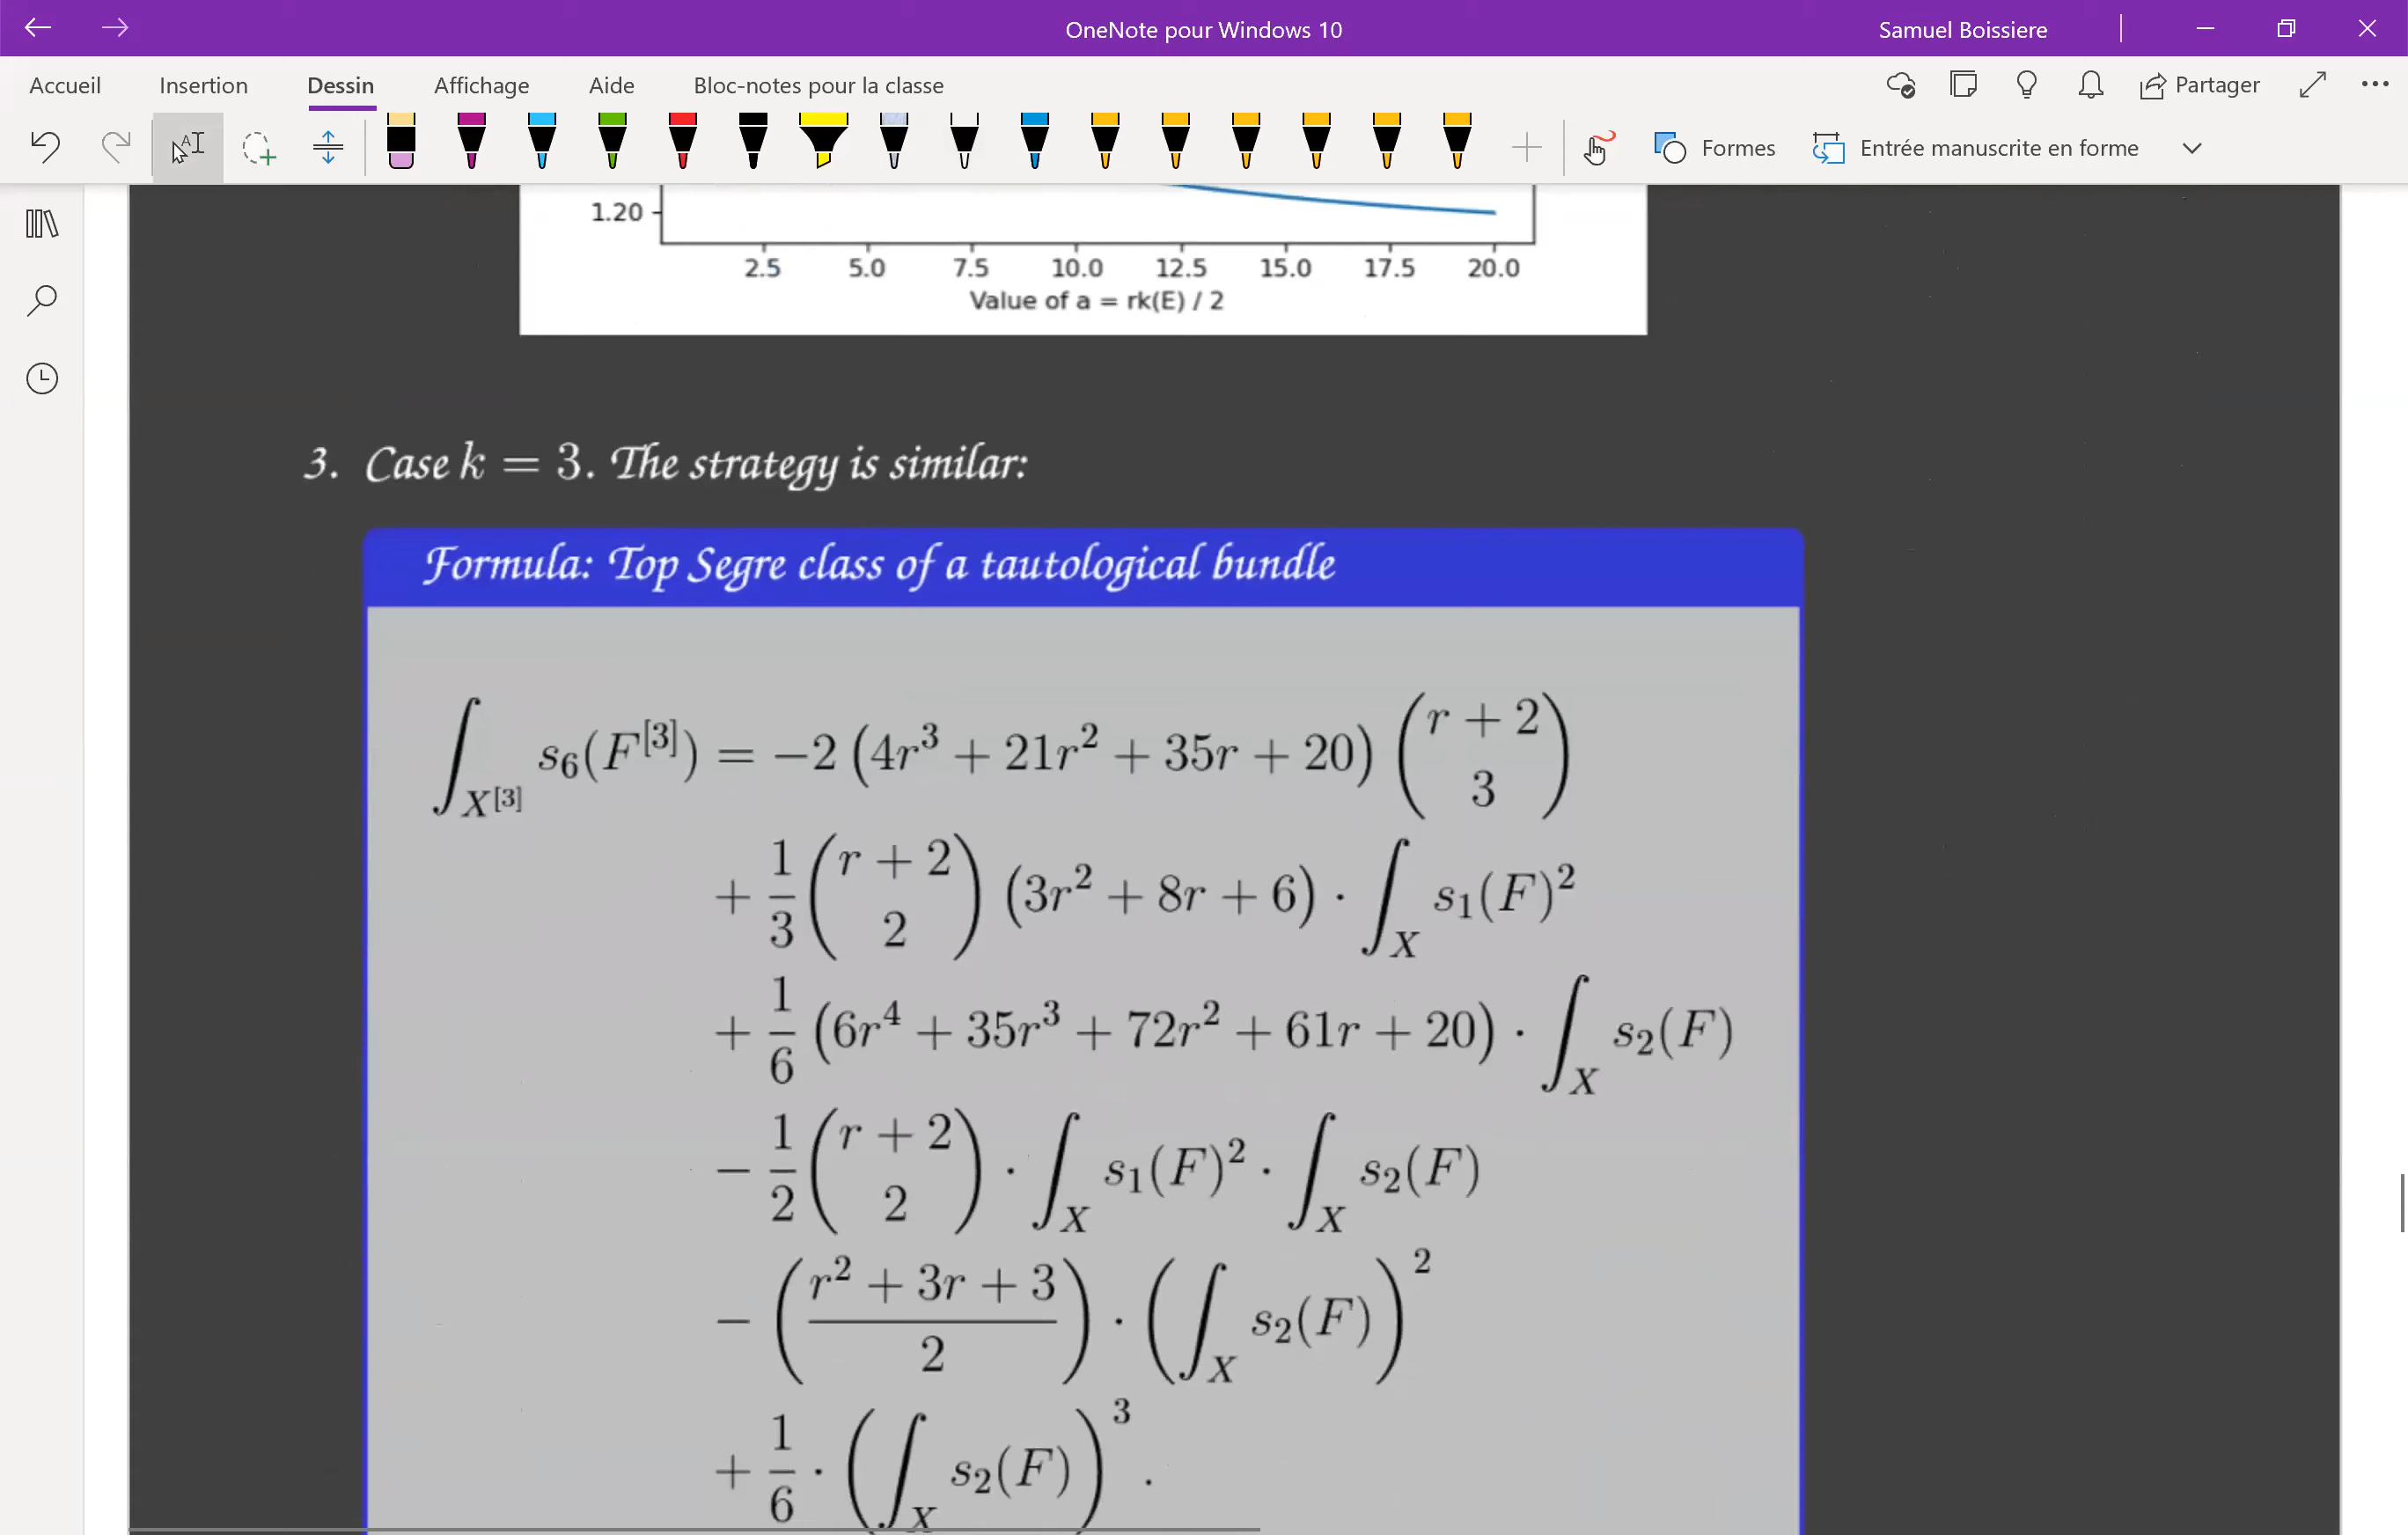 OneNote pour Windows 10
Samuel Boissiere
Accueil Insertion Dessin Affichage Aide Bloc-notes pour la classe Partager
Formes Entrée manuscrite en forme
1.20
2.5 5.0 7.5 10.0 12.5 15.0 17.5 20.0
Value of a = rk(E) / 2
3. Case k = 3. The strategy is similar:
Formula: Top Segre class of a tautological bundle
∫_{X^{[3]}} s_6(F^{[3]}) = −2 (4r^3 + 21r^2 + 35r + 20) \binom{r + 2}{3}
+ \frac{1}{3} \binom{r + 2}{2} (3r^2 + 8r + 6) · ∫_X s_1(F)^2
+ \frac{1}{6} (6r^4 + 35r^3 + 72r^2 + 61r + 20) · ∫_X s_2(F)
− \frac{1}{2} \binom{r + 2}{2} · ∫_X s_1(F)^2 · ∫_X s_2(F)
− (\frac{r^2 + 3r + 3}{2}) · (∫_X s_2(F))^2
+ \frac{1}{6} · (∫_X s_2(F))^3 .